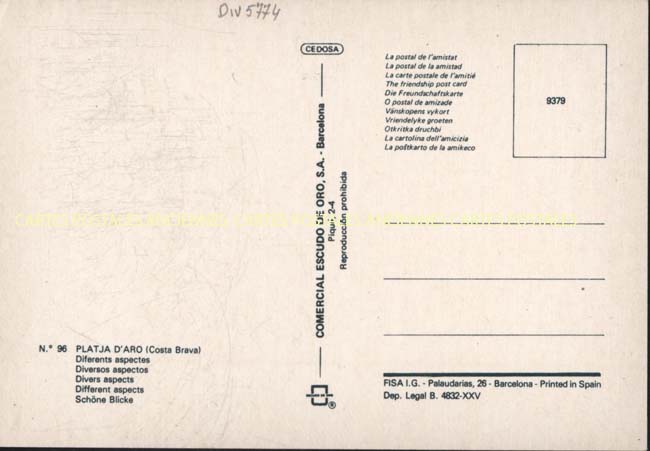 Div 5774
CEDOSA
La postal de l'amistat
La postal de la amistad
La carte postale de l'amitié
The friendship post card
Die Freundschaftskarte
O postal de amizade
Vänskopens vykort
Vriendelyke groeten
Otkritka druchbi
La cartolina dell'amicizia
La poŝtkarto de la amikeco
9379
COMERCIAL ESCUDO DE ORO, S.A. - Barcelona
Piquit 2-4
Reproducción prohibida
N.° 96 PLATJA D'ARO (Costa Brava)
Diferents aspectes
Diversos aspectos
Divers aspects
Different aspects
Schöne Blicke
®
FISA I.G. - Palaudarias, 26 - Barcelona - Printed in Spain
Dep. Legal B. 4832-XXV